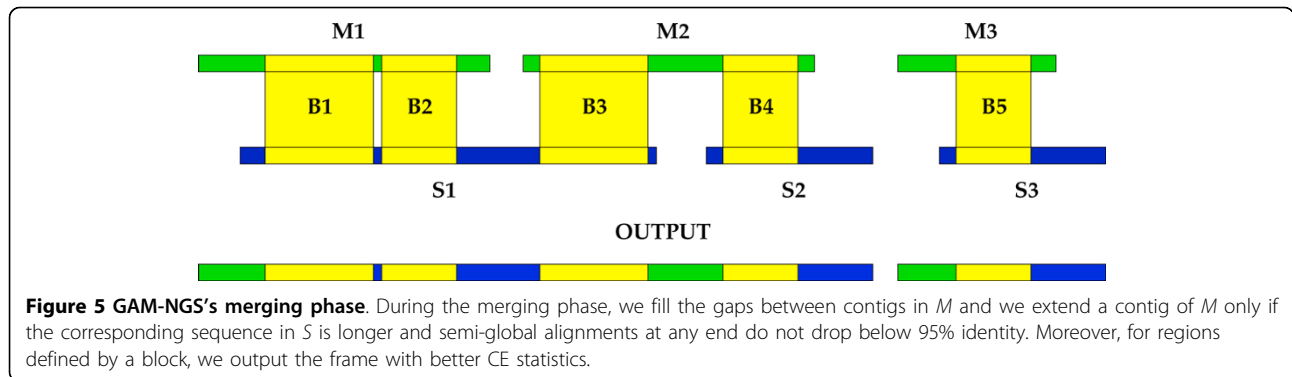 M1 M2 M3
B1 B2 B3 B4 B5
S1 S2 S3
OUTPUT
Figure 5 GAM-NGS's merging phase. During the merging phase, we fill the gaps between contigs in M and we extend a contig of M only if
the corresponding sequence in S is longer and semi-global alignments at any end do not drop below 95% identity. Moreover, for regions
defined by a block, we output the frame with better CE statistics.